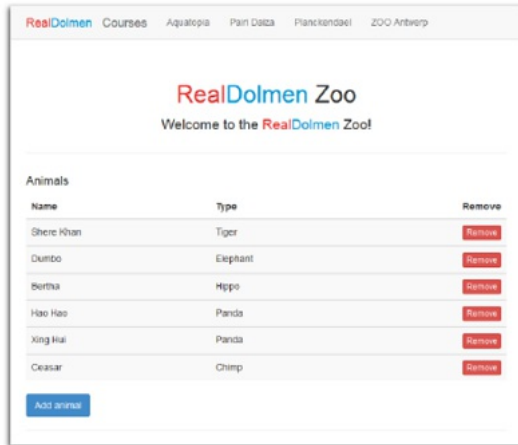 RealDolmen Courses Aquatopia Pairi Daiza Planckendael ZOO Antwerp
RealDolmen Zoo
Welcome to the RealDolmen Zoo!
Animals
Name Type Remove
Shere Khan Tiger Remove
Dumbo Elephant Remove
Bertha Hippo Remove
Hao Hao Panda Remove
Xing Hui Panda Remove
Ceasar Chimp Remove
Add animal